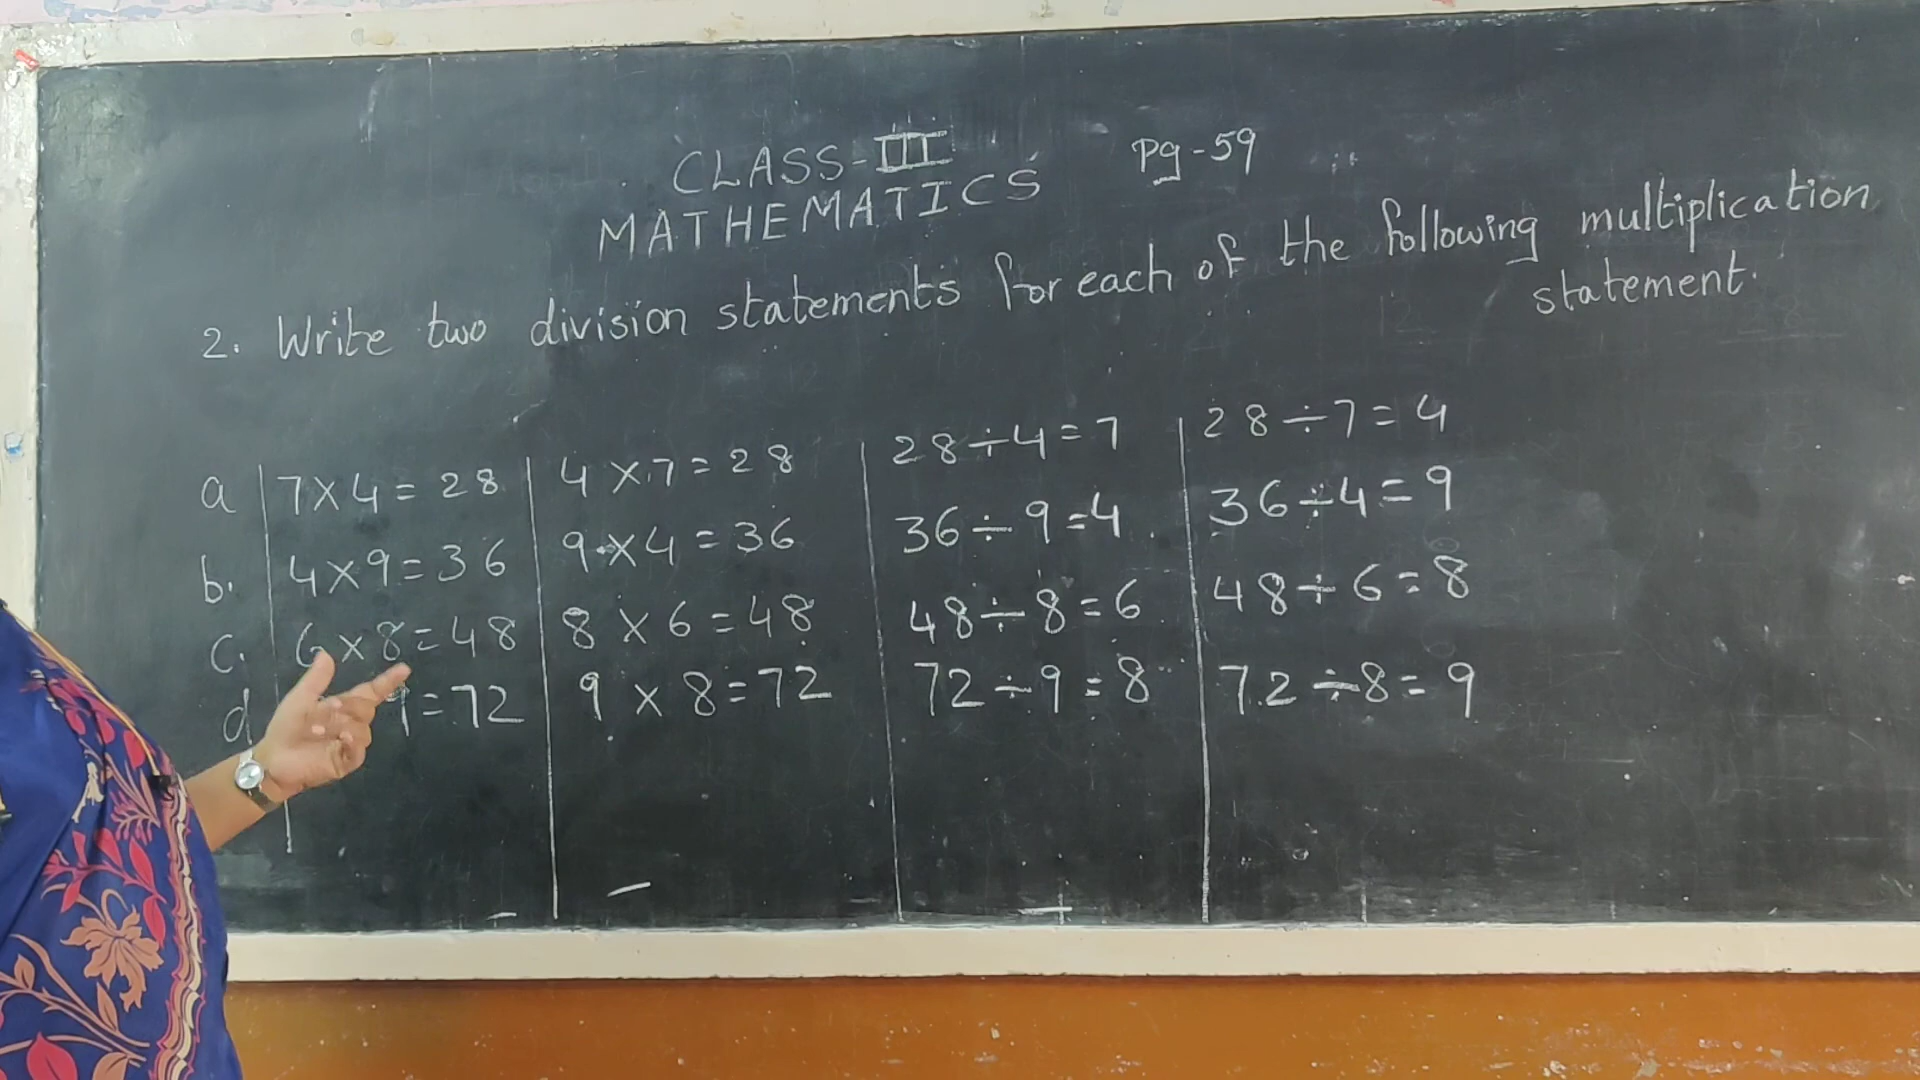 CLASS-III Pg-59
MATHEMATICS
2. Write two division statements for each of the following multiplication
statement.
a 7×4=28 4×7=28 28÷4=7 28÷7=4
b. 4×9=36 9×4=36 36÷9=4 36÷4=9
c. 6×8=48 8×6=48 48÷8=6 48÷6=8
d 9=72 9×8=72 72÷9=8 72÷8=9